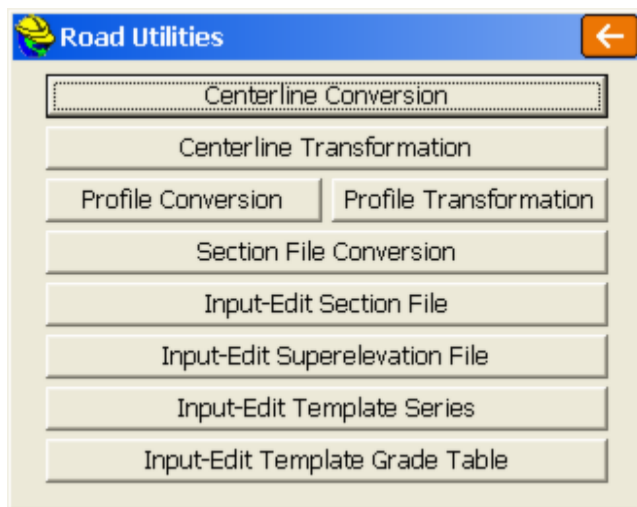 Road Utilities
Centerline Conversion
Centerline Transformation
Profile Conversion Profile Transformation
Section File Conversion
Input-Edit Section File
Input-Edit Superelevation File
Input-Edit Template Series
Input-Edit Template Grade Table